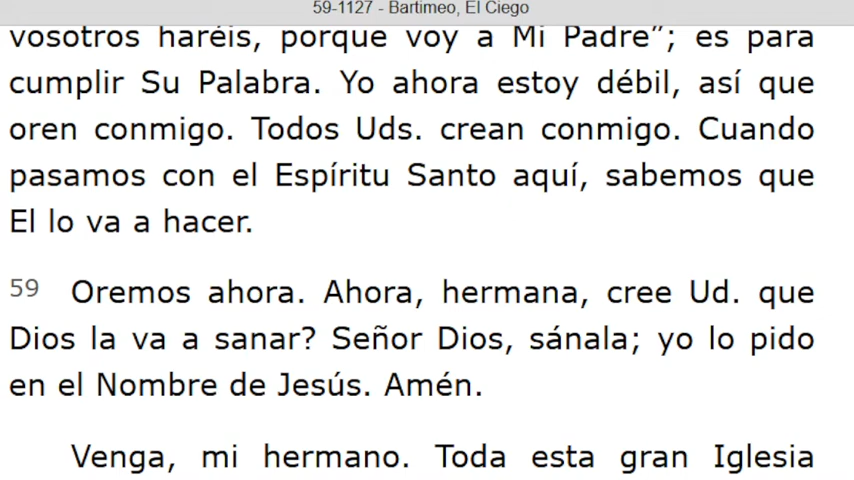 59-1127 - Bartimeo, El Ciego
vosotros haréis, porque voy a Mi Padre”; es para
cumplir Su Palabra. Yo ahora estoy débil, así que
oren conmigo. Todos Uds. crean conmigo. Cuando
pasamos con el Espíritu Santo aquí, sabemos que
El lo va a hacer.
59 Oremos ahora. Ahora, hermana, cree Ud. que
Dios la va a sanar? Señor Dios, sánala; yo lo pido
en el Nombre de Jesús. Amén.
Venga, mi hermano. Toda esta gran Iglesia